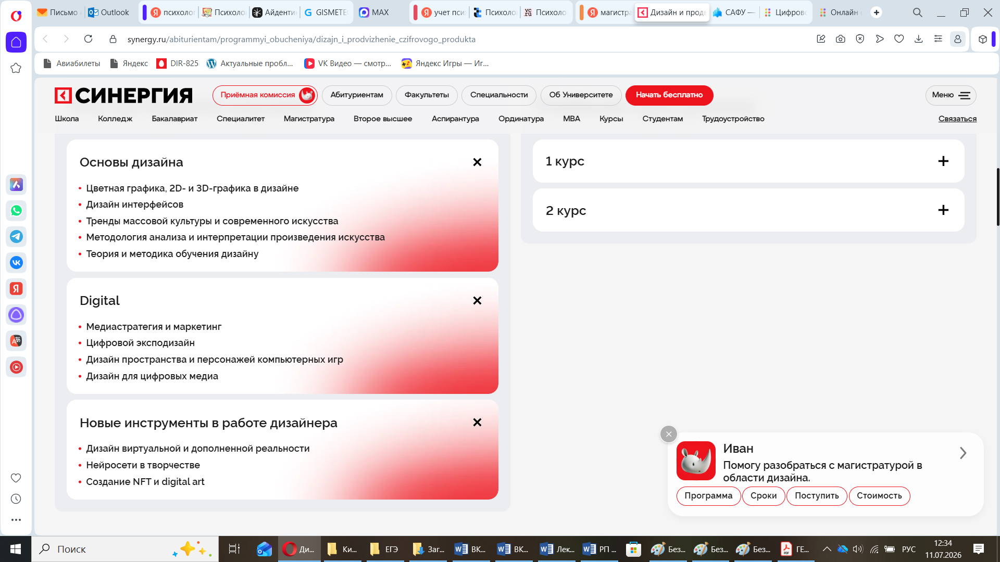 Письмо
Outlook
психолог
Психоло
Айденти
GISMETE
MAX
учет пси
Психоло
Психоло
магистра
Дизайн и прод
САФУ —
Цифрово
Онлайн
synergy.ru/abiturientam/programmyi_obucheniya/dizajn_i_prodvizhenie_czifrovogo_produkta
Авиабилеты
Яндекс
DIR-825
Актуальные пробл...
VK Видео — смотр...
Яндекс Игры — Иг...
СИНЕРГИЯ
Приёмная комиссия
Абитуриентам
Факультеты
Специальности
Об Университете
Начать бесплатно
Меню
Школа
Колледж
Бакалавриат
Специалитет
Магистратура
Второе высшее
Аспирантура
Ординатура
MBA
Курсы
Студентам
Трудоустройство
Связаться
Основы дизайна
• Цветная графика, 2D- и 3D-графика в дизайне
• Дизайн интерфейсов
• Тренды массовой культуры и современного искусства
• Методология анализа и интерпретации произведения искусства
• Теория и методика обучения дизайну
Digital
• Медиастратегия и маркетинг
• Цифровой эксподизайн
• Дизайн пространства и персонажей компьютерных игр
• Дизайн для цифровых медиа
Новые инструменты в работе дизайнера
• Дизайн виртуальной и дополненной реальности
• Нейросети в творчестве
• Создание NFT и digital art
1 курс
2 курс
Иван
Помогу разобраться с магистратурой в
области дизайна.
Программа
Сроки
Поступить
Стоимость
Поиск
Ди...
Ки...
ЕГЭ
Заг...
ВК...
ВК...
Лек...
РП ...
Без...
Без...
Без...
ГЕ...
РУС
12:34
11.07.2026